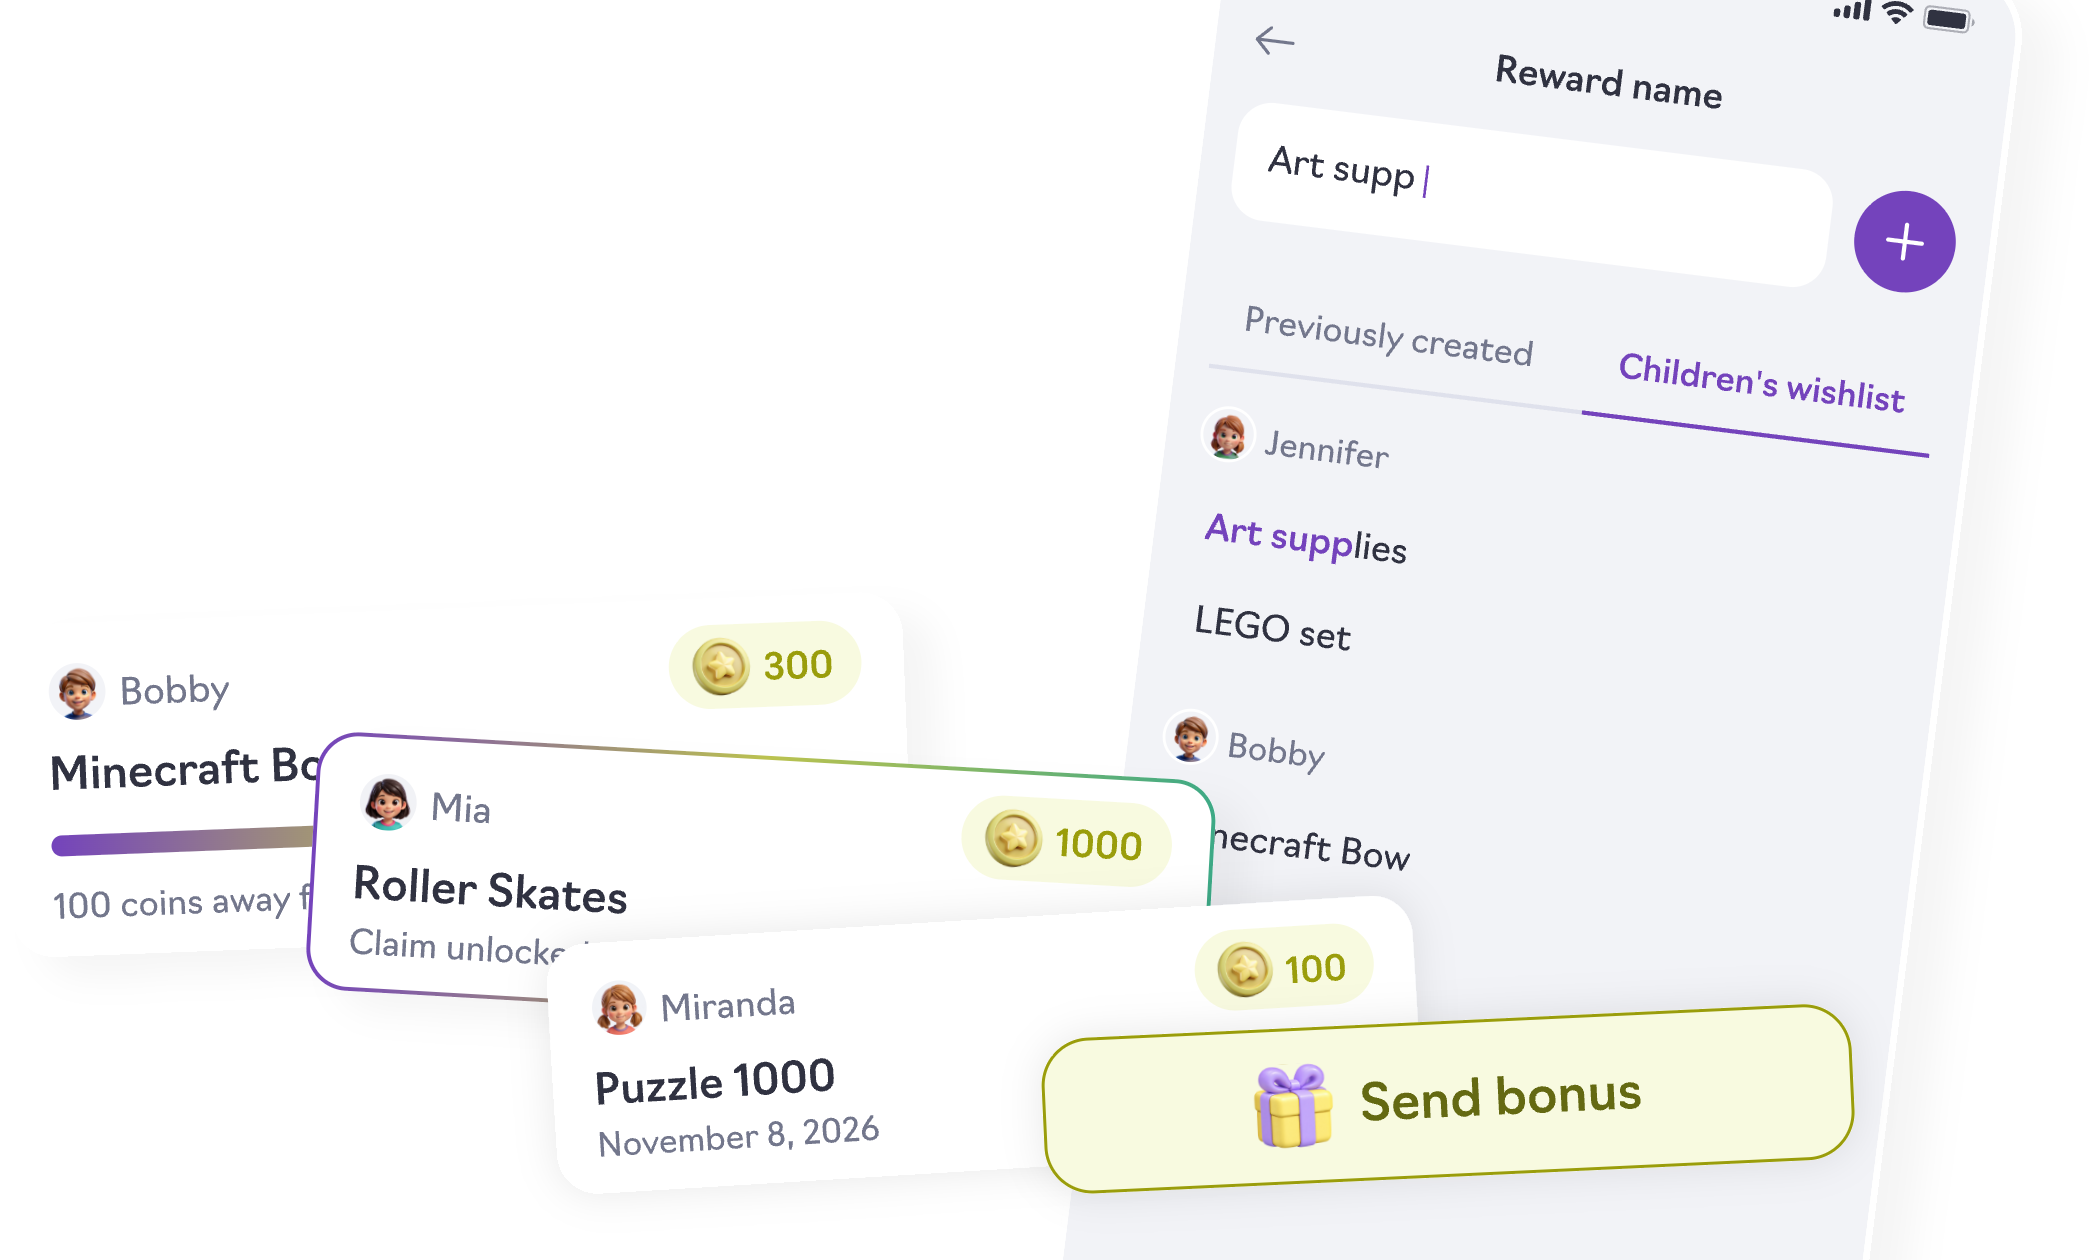 Reward name
Art supp
Previously created
Children's wishlist
Jennifer
Art supplies
LEGO set
Bobby
necraft Bow
Bobby
300
Minecraft Bo
100 coins away f
Mia
1000
Roller Skates
Claim unlocke
Miranda
100
Puzzle 1000
November 8, 2026
Send bonus